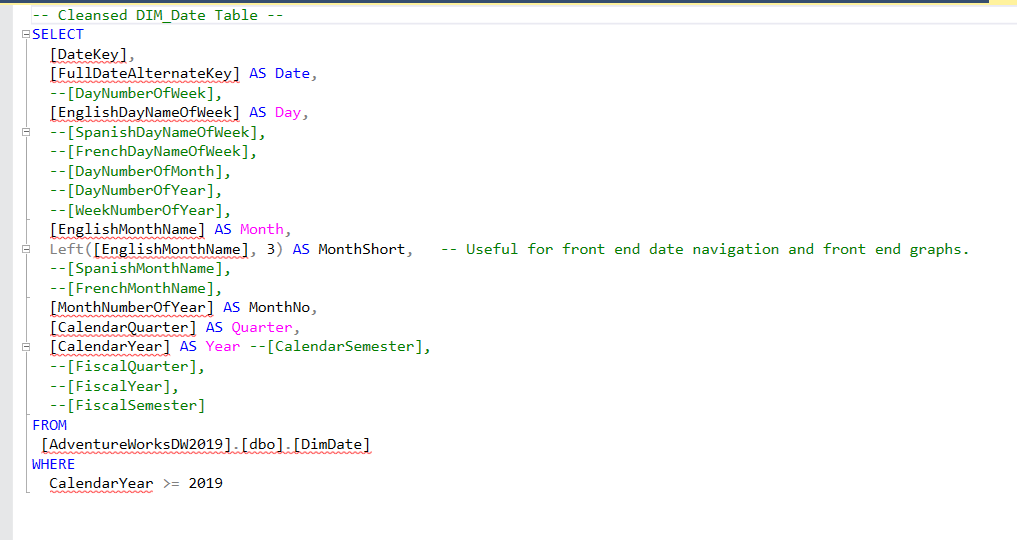 -- Cleansed DIM_Date Table --
SELECT
[DateKey],
[FullDateAlternateKey] AS Date,
--[DayNumberOfWeek],
[EnglishDayNameOfWeek] AS Day,
--[SpanishDayNameOfWeek],
--[FrenchDayNameOfWeek],
--[DayNumberOfMonth],
--[DayNumberOfYear],
--[WeekNumberOfYear],
[EnglishMonthName] AS Month,
Left([EnglishMonthName], 3) AS MonthShort,   -- Useful for front end date navigation and front end graphs.
--[SpanishMonthName],
--[FrenchMonthName],
[MonthNumberOfYear] AS MonthNo,
[CalendarQuarter] AS Quarter,
[CalendarYear] AS Year --[CalendarSemester],
--[FiscalQuarter],
--[FiscalYear],
--[FiscalSemester]
FROM
[AdventureWorksDW2019].[dbo].[DimDate]
WHERE
CalendarYear >= 2019